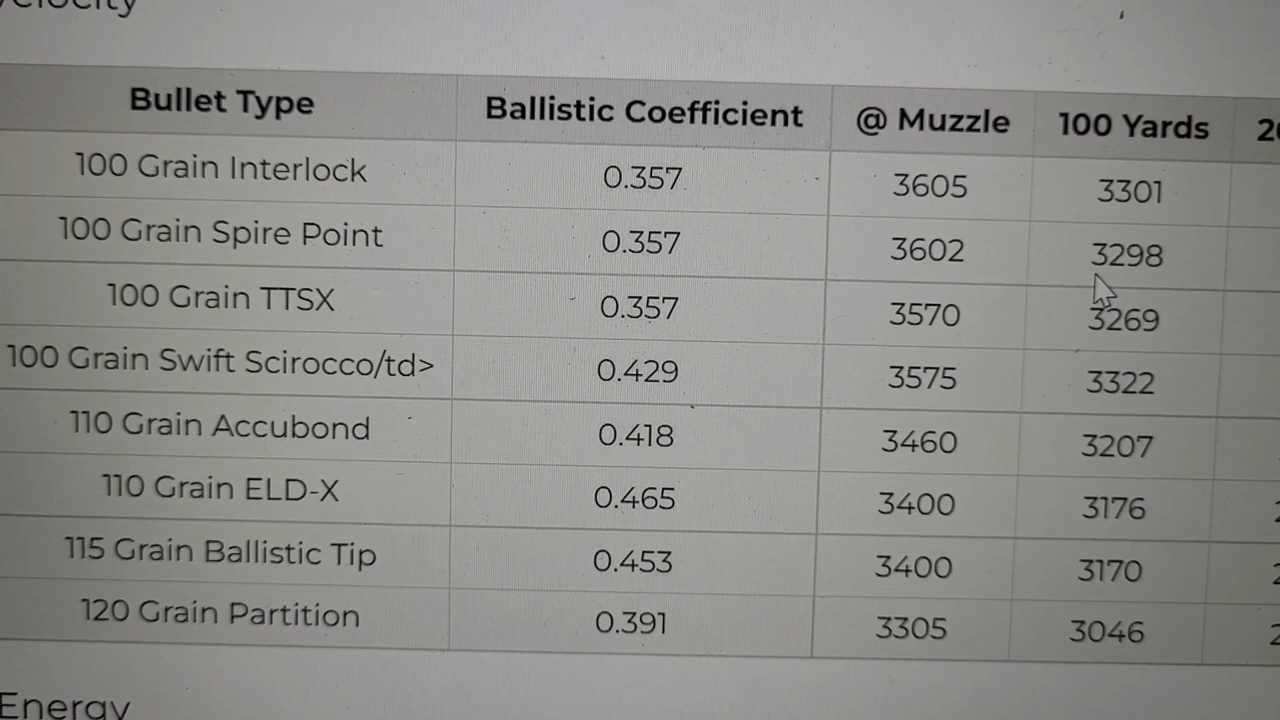 Velocity
Bullet Type Ballistic Coefficient @ Muzzle 100 Yards
100 Grain Interlock 0.357 3605 3301
100 Grain Spire Point 0.357 3602 3298
100 Grain TTSX 0.357 3570 3269
100 Grain Swift Scirocco/td> 0.429 3575 3322
110 Grain Accubond 0.418 3460 3207
110 Grain ELD-X 0.465 3400 3176
115 Grain Ballistic Tip 0.453 3400 3170
120 Grain Partition 0.391 3305 3046
Energy